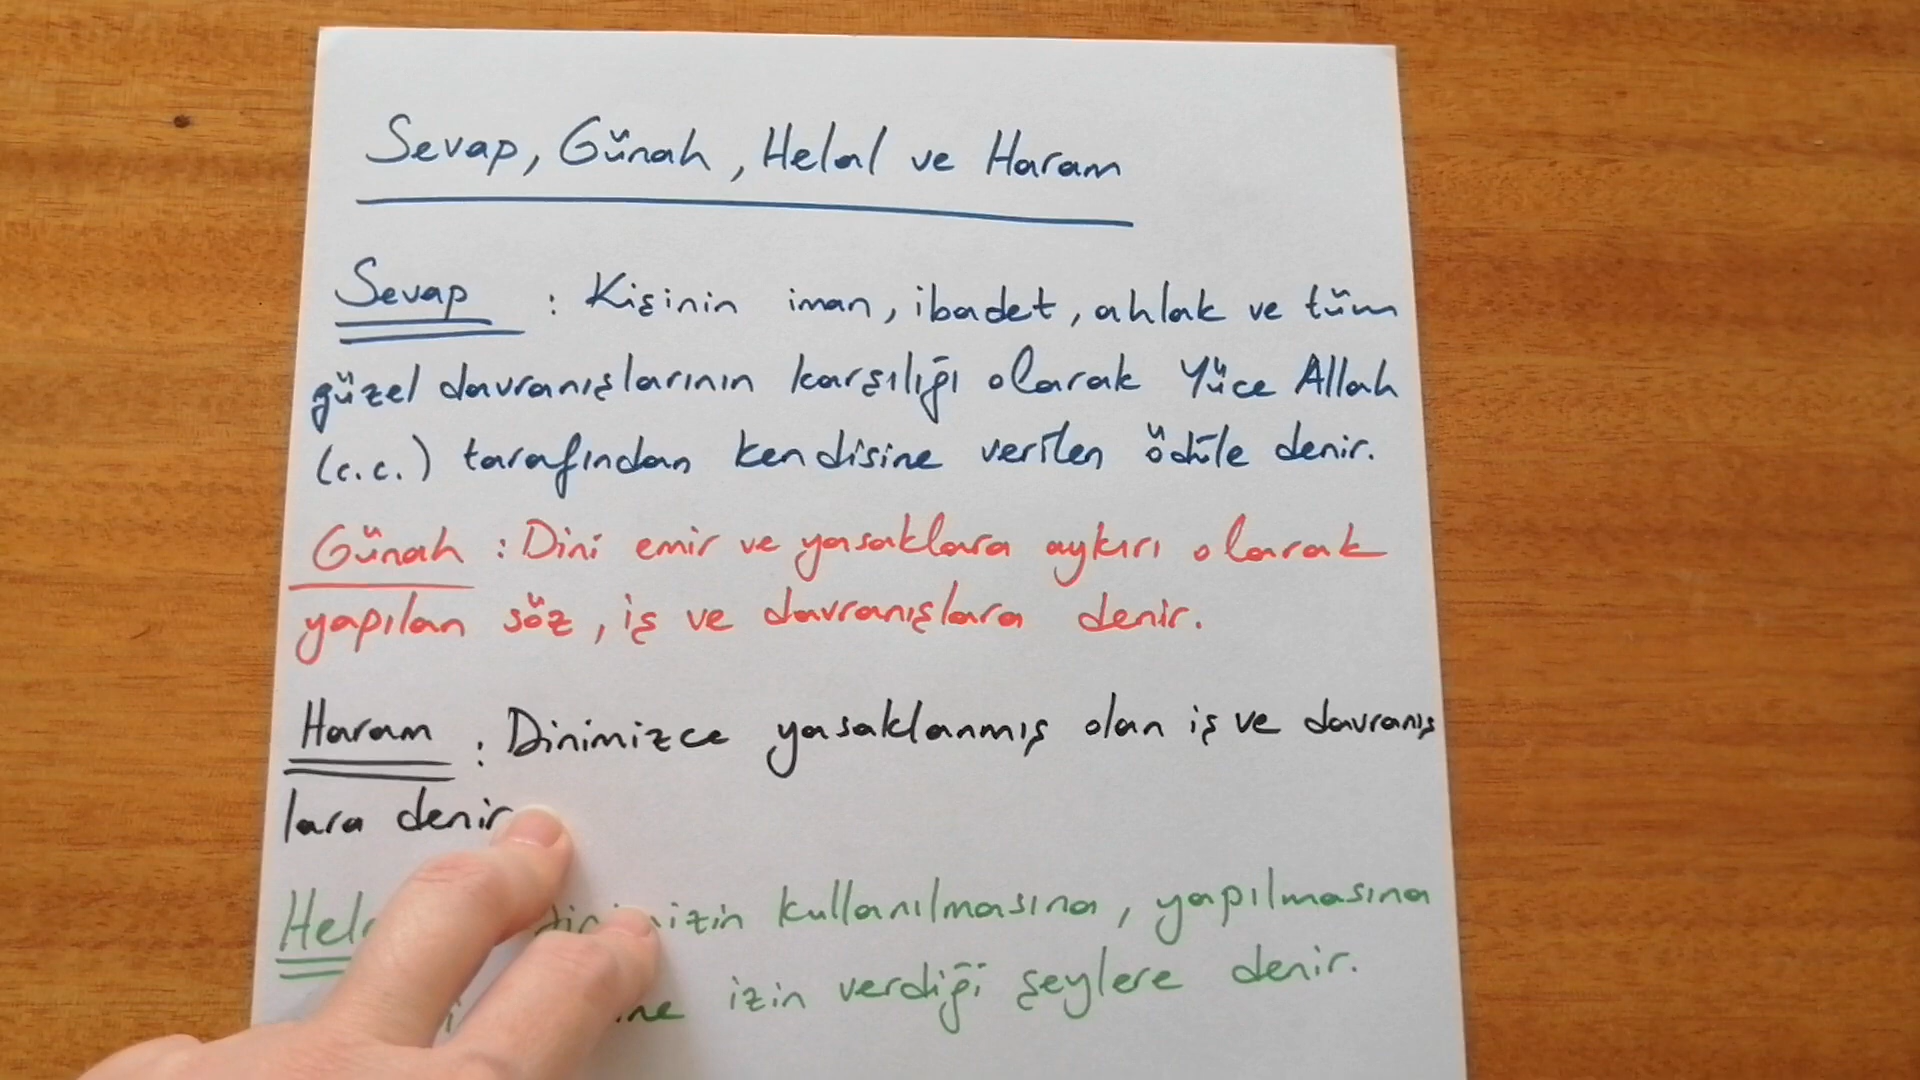 Sevap, Günah, Helal ve Haram
Sevap : Kişinin iman, ibadet, ahlak ve tüm
güzel davranışlarının karşılığı olarak Yüce Allah
(c.c.) tarafından kendisine verilen ödüle denir.
Günah : Dini emir ve yasaklara aykırı olarak
yapılan söz, iş ve davranışlara denir.
Haram : Dinimizce yasaklanmış olan iş ve davranış
lara denir
kullanılmasına, yapılmasına
izin verdiği şeylere denir.